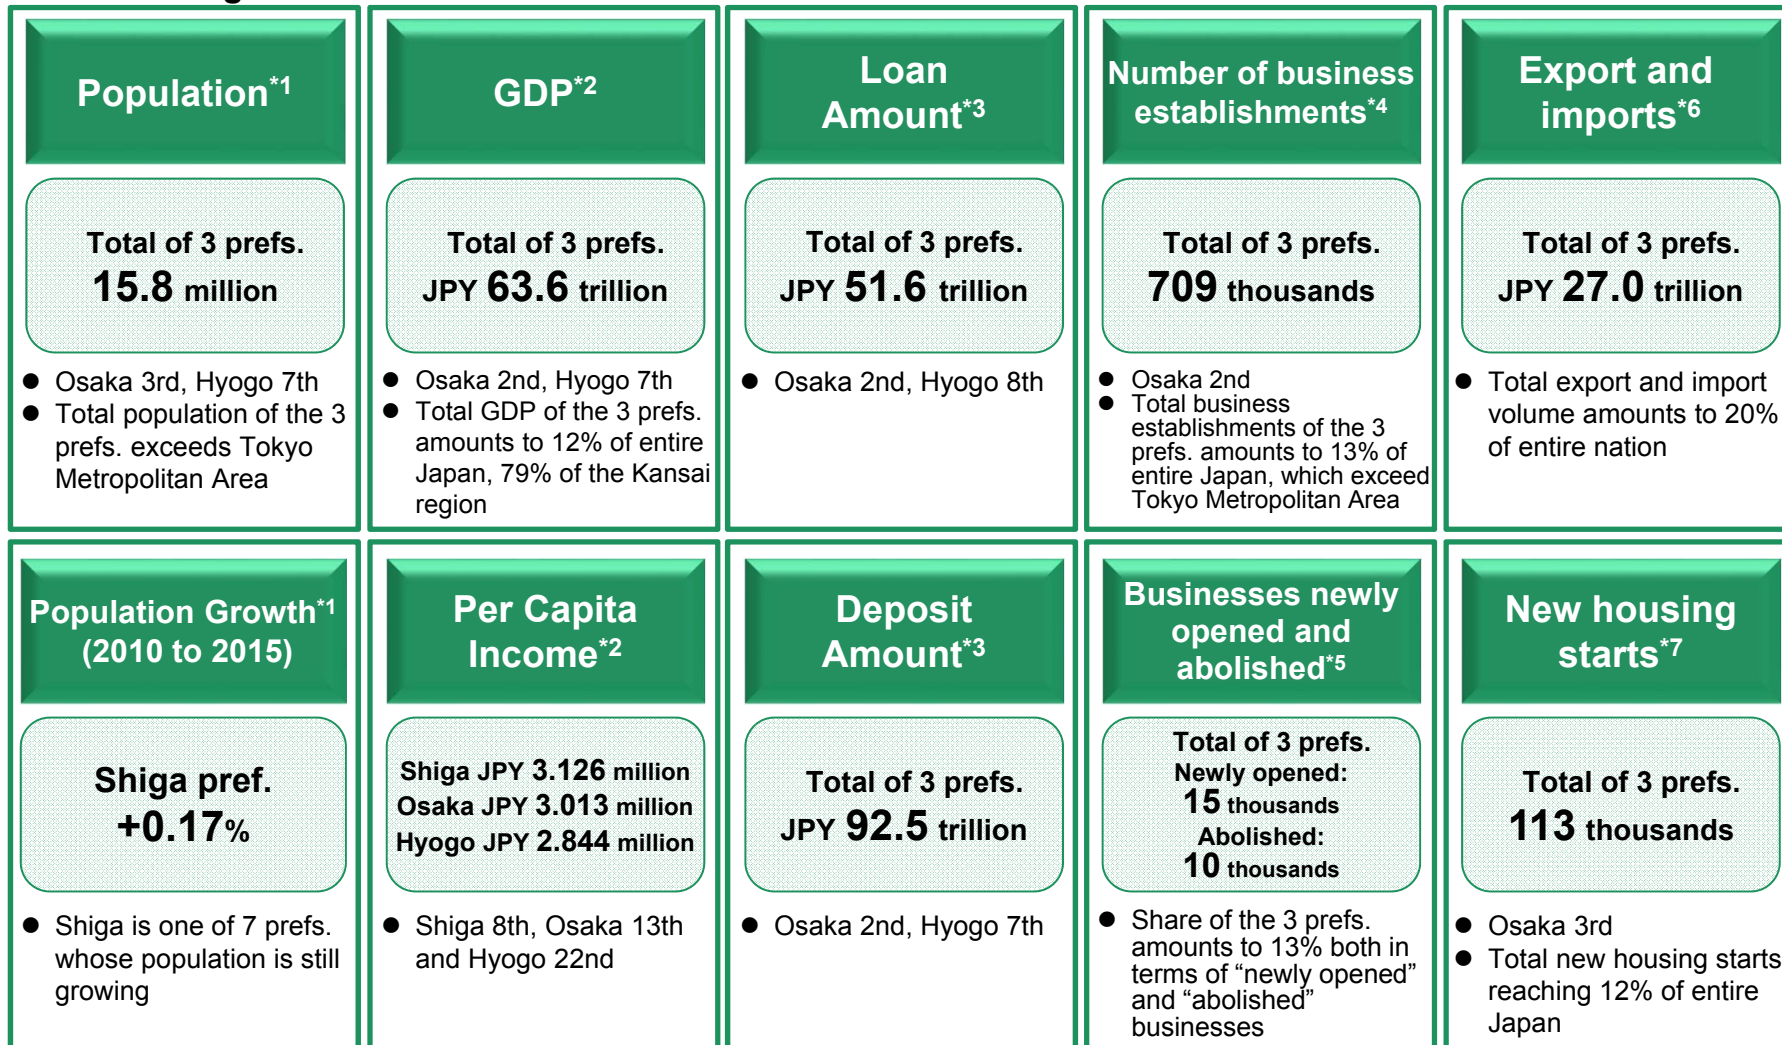 Population*1
Total of 3 prefs.
15.8 million
● Osaka 3rd, Hyogo 7th
● Total population of the 3
prefs. exceeds Tokyo
Metropolitan Area
GDP*2
Total of 3 prefs.
JPY 63.6 trillion
● Osaka 2nd, Hyogo 7th
● Total GDP of the 3 prefs.
amounts to 12% of entire
Japan, 79% of the Kansai
region
Loan
Amount*3
Total of 3 prefs.
JPY 51.6 trillion
● Osaka 2nd, Hyogo 8th
Number of business
establishments*4
Total of 3 prefs.
709 thousands
● Osaka 2nd
● Total business
establishments of the 3
prefs. amounts to 13% of
entire Japan, which exceed
Tokyo Metropolitan Area
Export and
imports*6
Total of 3 prefs.
JPY 27.0 trillion
● Total export and import
volume amounts to 20%
of entire nation
Population Growth*1
(2010 to 2015)
Shiga pref.
+0.17%
● Shiga is one of 7 prefs.
whose population is still
growing
Per Capita
Income*2
Shiga JPY 3.126 million
Osaka JPY 3.013 million
Hyogo JPY 2.844 million
● Shiga 8th, Osaka 13th
and Hyogo 22nd
Deposit
Amount*3
Total of 3 prefs.
JPY 92.5 trillion
● Osaka 2nd, Hyogo 7th
Businesses newly
opened and
abolished*5
Total of 3 prefs.
Newly opened:
15 thousands
Abolished:
10 thousands
● Share of the 3 prefs.
amounts to 13% both in
terms of “newly opened”
and “abolished”
businesses
New housing
starts*7
Total of 3 prefs.
113 thousands
● Osaka 3rd
● Total new housing starts
reaching 12% of entire
Japan